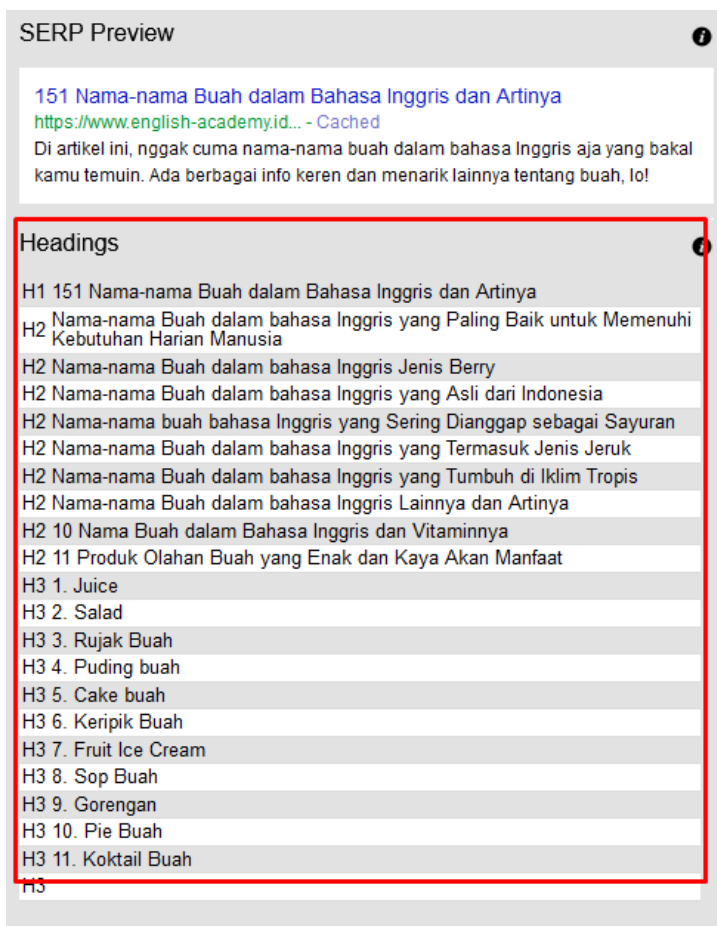 SERP Preview
151 Nama-nama Buah dalam Bahasa Inggris dan Artinya
https://www.english-academy.id... - Cached
Di artikel ini, nggak cuma nama-nama buah dalam bahasa Inggris aja yang bakal
kamu temuin. Ada berbagai info keren dan menarik lainnya tentang buah, lo!
Headings
H1 151 Nama-nama Buah dalam Bahasa Inggris dan Artinya
H2 Nama-nama Buah dalam bahasa Inggris yang Paling Baik untuk Memenuhi
Kebutuhan Harian Manusia
H2 Nama-nama Buah dalam bahasa Inggris Jenis Berry
H2 Nama-nama Buah dalam bahasa Inggris yang Asli dari Indonesia
H2 Nama-nama buah bahasa Inggris yang Sering Dianggap sebagai Sayuran
H2 Nama-nama Buah dalam bahasa Inggris yang Termasuk Jenis Jeruk
H2 Nama-nama Buah dalam bahasa Inggris yang Tumbuh di Iklim Tropis
H2 Nama-nama Buah dalam bahasa Inggris Lainnya dan Artinya
H2 10 Nama Buah dalam Bahasa Inggris dan Vitaminnya
H2 11 Produk Olahan Buah yang Enak dan Kaya Akan Manfaat
H3 1. Juice
H3 2. Salad
H3 3. Rujak Buah
H3 4. Puding buah
H3 5. Cake buah
H3 6. Keripik Buah
H3 7. Fruit Ice Cream
H3 8. Sop Buah
H3 9. Gorengan
H3 10. Pie Buah
H3 11. Koktail Buah
H3